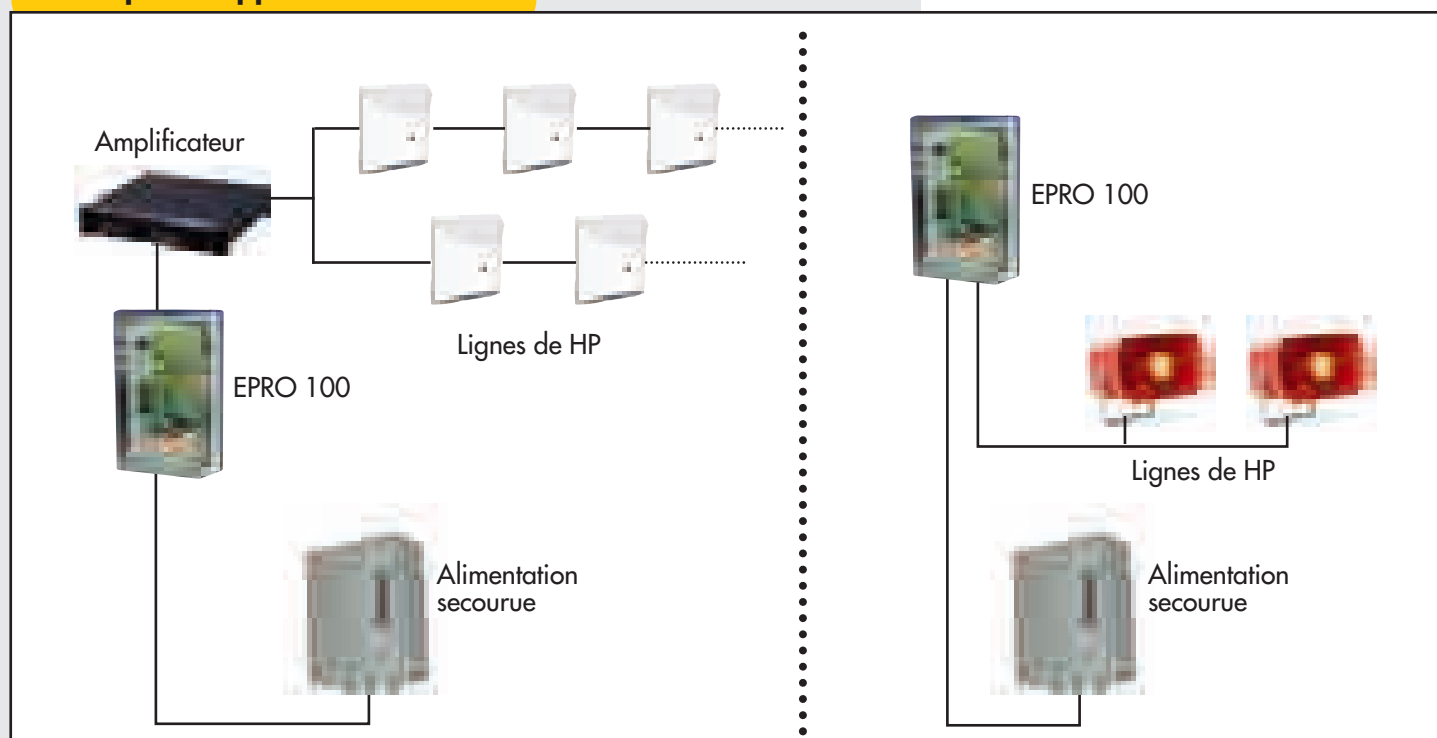 Amplificateur
EPRO 100
Lignes de HP
Alimentation
secourue
EPRO 100
Lignes de HP
Alimentation
secourue